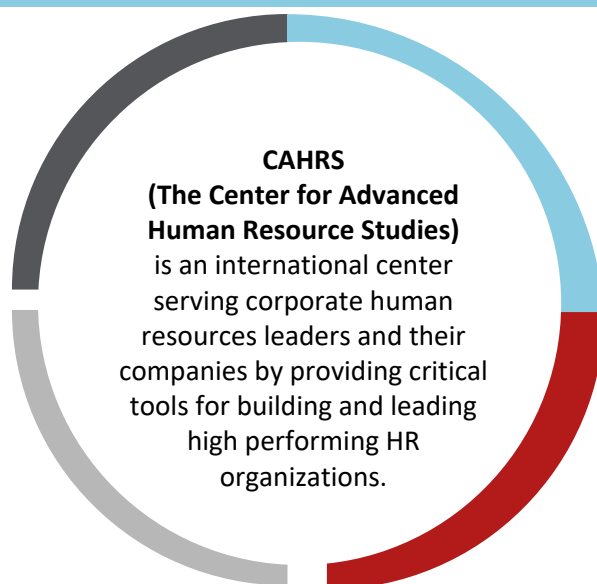 CAHRS
(The Center for Advanced
Human Resource Studies)
is an international center
serving corporate human
resources leaders and their
companies by providing critical
tools for building and leading
high performing HR
organizations.